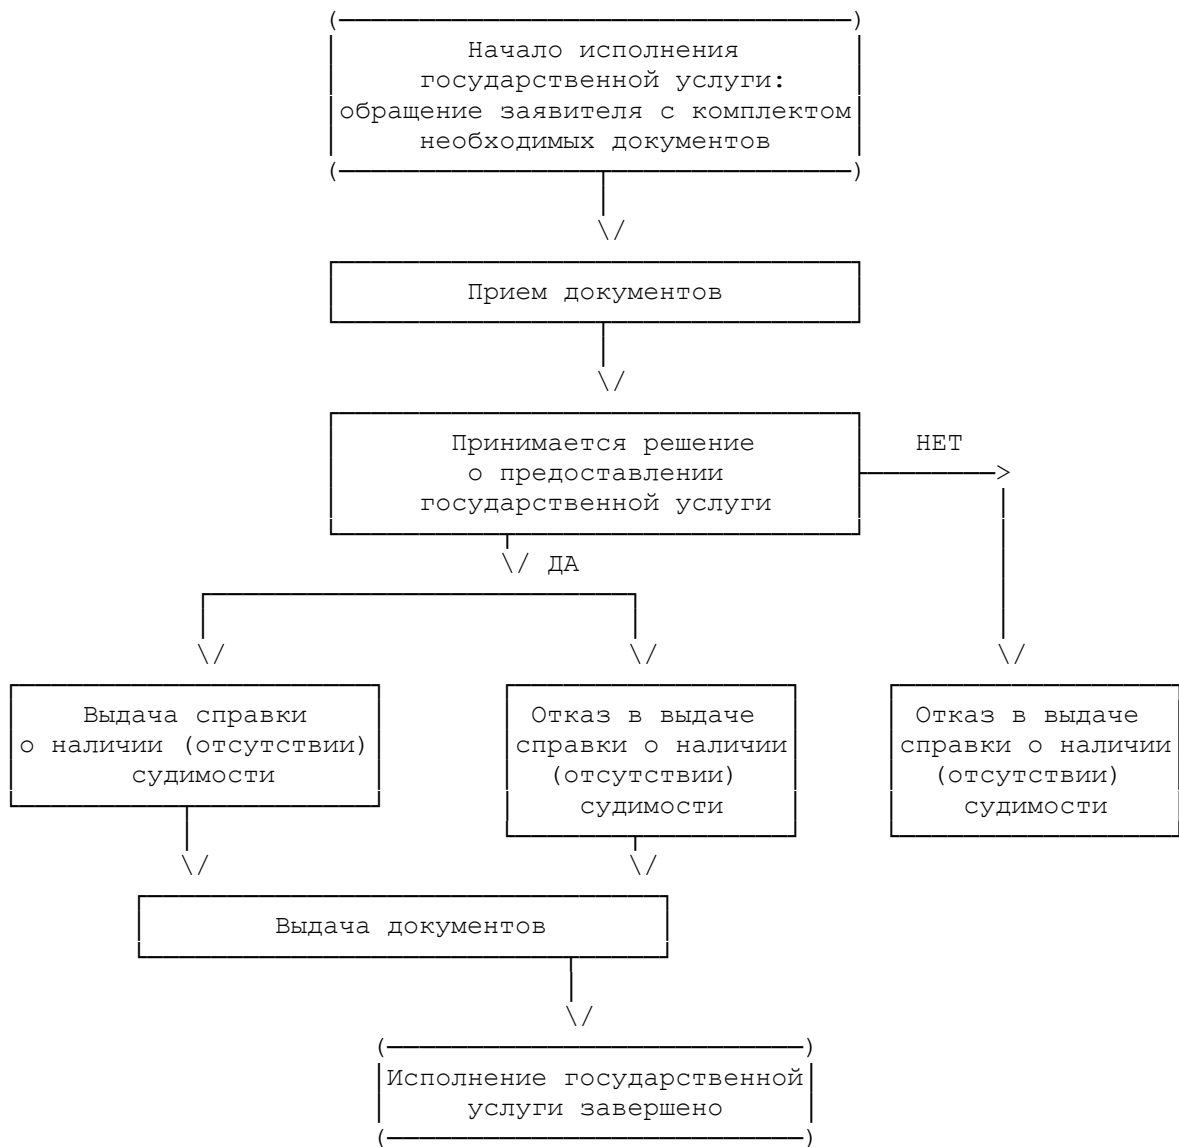 Начало исполнения
государственной услуги:
обращение заявителя с комплектом
необходимых документов
Прием документов
Принимается решение
о предоставлении
государственной услуги
НЕТ
ДА
Выдача справки
о наличии (отсутствии)
судимости
Отказ в выдаче
справки о наличии
(отсутствии)
судимости
Отказ в выдаче
справки о наличии
(отсутствии)
судимости
Выдача документов
Исполнение государственной
услуги завершено